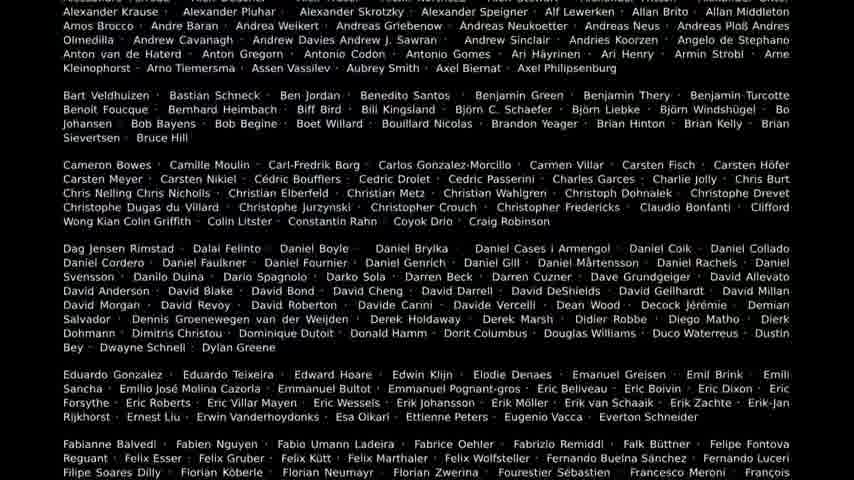 Alexander Krause · Alexander Pluhar · Alexander Skrotzky · Alexander Speigner · Alf Lewerken · Allan Brito · Allan Middleton
Amos Brocco · Andre Baran · Andrea Weikert · Andreas Griebenow · Andreas Neukoetter · Andreas Neus · Andreas Ploß Andres
Olmedilla · Andrew Cavanagh · Andrew Davies Andrew J. Sawran · Andrew Sinclair · Andries Koorzen · Angelo de Stephano
Anton van de Haterd · Anton Gregorn · Antonio Codon · Antonio Gomes · Ari Häyrinen · Ari Henry · Armin Strobl · Arne
Kleinophorst · Arno Tiemersma · Assen Vassilev · Aubrey Smith · Axel Biernat · Axel Philipsenburg
Bart Veldhuizen · Bastian Schneck · Ben Jordan · Benedito Santos · Benjamin Green · Benjamin Thery · Benjamin Turcotte
Benoit Foucque · Bernhard Heimbach · Biff Bird · Bill Kingsland · Björn C. Schaefer · Björn Liebke · Björn Windshügel · Bo
Johansen · Bob Bayens · Bob Begine · Boet Willard · Bouillard Nicolas · Brandon Yeager · Brian Hinton · Brian Kelly · Brian
Sievertsen · Bruce Hill
Cameron Bowes · Camille Moulin · Carl-Fredrik Borg · Carlos Gonzalez-Morcillo · Carmen Villar · Carsten Fisch · Carsten Höfer
Carsten Meyer · Carsten Nikiel · Cédric Boufflers · Cedric Drolet · Cedric Passerini · Charles Garces · Charlie Jolly · Chris Burt
Chris Nelling Chris Nicholls · Christian Elberfeld · Christian Metz · Christian Wahlgren · Christoph Dohnalek · Christophe Drevet
Christophe Dugas du Villard · Christophe Jurzynski · Christopher Crouch · Christopher Fredericks · Claudio Bonfanti · Clifford
Wong Kian Colin Griffith · Colin Litster · Constantin Rahn · Coyok Drio · Craig Robinson
Dag Jensen Rimstad · Dalai Felinto · Daniel Boyle · Daniel Brylka · Daniel Cases i Armengol · Daniel Coik · Daniel Collado
Daniel Cordero · Daniel Faulkner · Daniel Fournier · Daniel Genrich · Daniel Gill · Daniel Mårtensson · Daniel Rachels · Daniel
Svensson · Danilo Duina · Dario Spagnolo · Darko Sola · Darren Beck · Darren Cuzner · Dave Grundgeiger · David Allevato
David Anderson · David Blake · David Bond · David Cheng · David Darrell · David DeShields · David Geilhardt · David Millan
David Morgan · David Revoy · David Roberton · Davide Carini · Davide Vercelli · Dean Wood · Decock Jérémie · Demian
Salvador · Dennis Groenewegen van der Weijden · Derek Holdaway · Derek Marsh · Didier Robbe · Diego Matho · Dierk
Dohmann · Dimitris Christou · Dominique Dutoit · Donald Hamm · Dorit Columbus · Douglas Williams · Duco Waterreus · Dustin
Bey · Dwayne Schnell · Dylan Greene
Eduardo Gonzalez · Eduardo Teixeira · Edward Hoare · Edwin Klijn · Elodie Denaes · Emanuel Greisen · Emil Brink · Emili
Sancha · Emilio José Molina Cazorla · Emmanuel Bultot · Emmanuel Pognant-gros · Eric Beliveau · Eric Boivin · Eric Dixon · Eric
Forsythe · Eric Roberts · Eric Villar Mayen · Eric Wessels · Erik Johansson · Erik Möller · Erik van Schaaik · Erik Zachte · Erik-Jan
Rijkhorst · Ernest Liu · Erwin Vanderhoydonks · Esa Oikari · Ettienne Peters · Eugenio Vacca · Everton Schneider
Fabianne Balvedi · Fabien Nguyen · Fabio Umann Ladeira · Fabrice Oehler · Fabrizio Remiddi · Falk Büttner · Felipe Fontova
Reguant · Felix Esser · Felix Gruber · Felix Kütt · Felix Marthaler · Felix Wolfsteller · Fernando Buelna Sánchez · Fernando Luceri
Filipe Soares Dilly · Florian Köberle · Florian Neumayr · Florian Zwerina · Fourestier Sébastien · Francesco Meroni · François